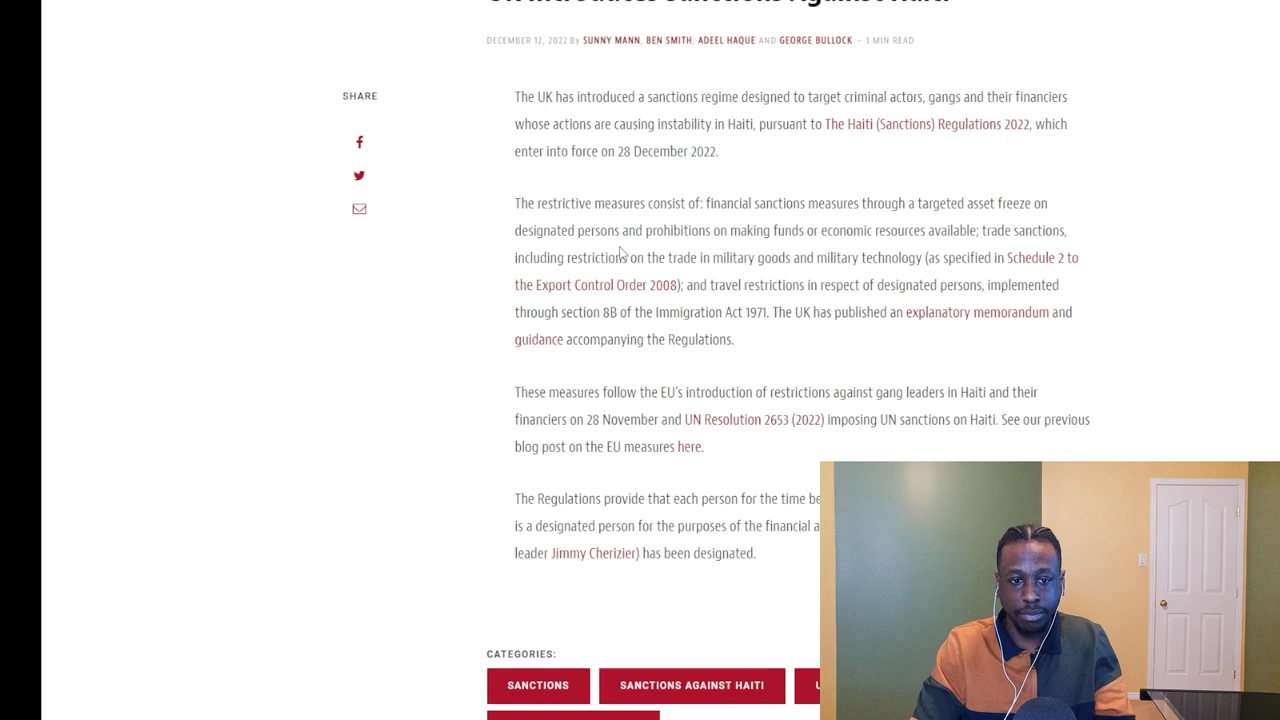 UK Introduces Sanctions Against Haiti
DECEMBER 12, 2022 By SUNNY MANN, BEN SMITH, ADEEL HAQUE AND GEORGE BULLOCK - 1 MIN READ
SHARE
The UK has introduced a sanctions regime designed to target criminal actors, gangs and their financiers
whose actions are causing instability in Haiti, pursuant to The Haiti (Sanctions) Regulations 2022, which
enter into force on 28 December 2022.
The restrictive measures consist of: financial sanctions measures through a targeted asset freeze on
designated persons and prohibitions on making funds or economic resources available; trade sanctions,
including restrictions on the trade in military goods and military technology (as specified in Schedule 2 to
the Export Control Order 2008); and travel restrictions in respect of designated persons, implemented
through section 8B of the Immigration Act 1971. The UK has published an explanatory memorandum and
guidance accompanying the Regulations.
These measures follow the EU's introduction of restrictions against gang leaders in Haiti and their
financiers on 28 November and UN Resolution 2653 (2022) imposing UN sanctions on Haiti. See our previous
blog post on the EU measures here.
The Regulations provide that each person for the time be
is a designated person for the purposes of the financial a
leader Jimmy Cherizier) has been designated.
CATEGORIES:
SANCTIONS
SANCTIONS AGAINST HAITI